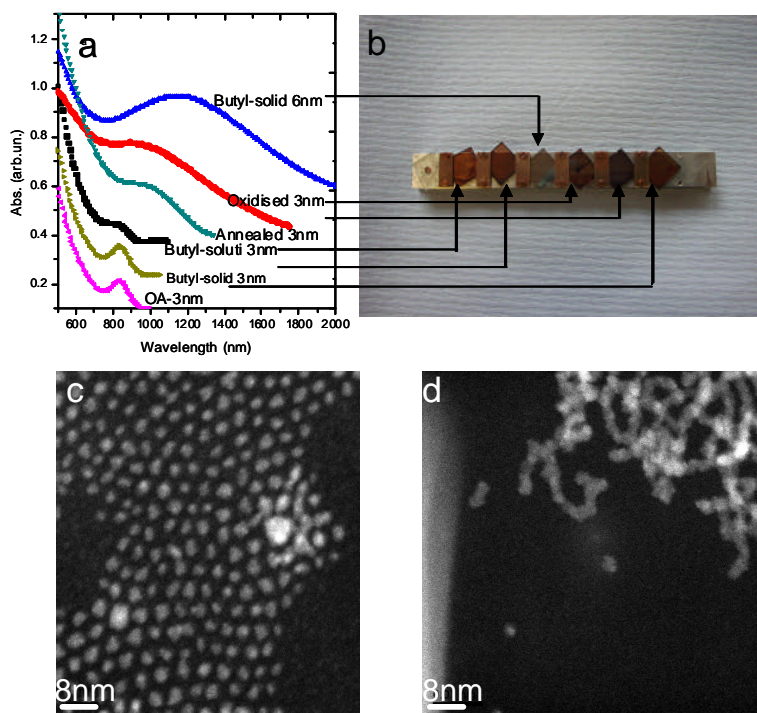 a
b
1.2
1.0
0.8
0.6
0.4
0.2
Abs. (arb.un.)
Butyl-solid 6nm
Oxidised 3nm
Annealed 3nm
Butyl-soluti 3nm
Butyl-solid 3nm
OA-3nm
600 800 1000 1200 1400 1600 1800 2000
Wavelength (nm)
c
d
8nm
8nm